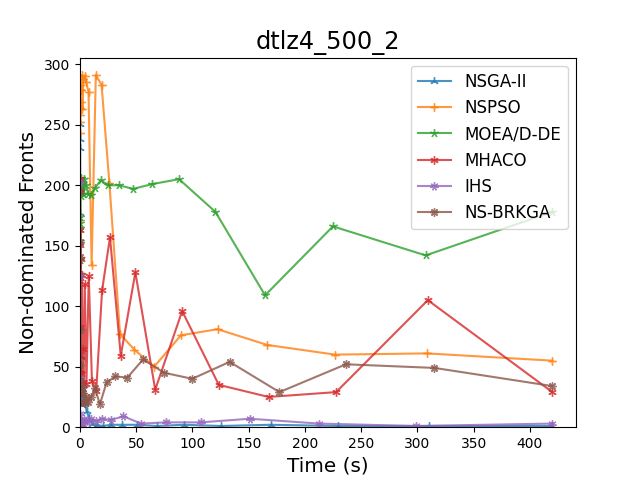 dtlz4_500_2
Non-dominated Fronts
300
250
200
150
100
50
0
0 50 100 150 200 250 300 350 400
Time (s)
NSGA-II
NSPSO
MOEA/D-DE
MHACO
IHS
NS-BRKGA